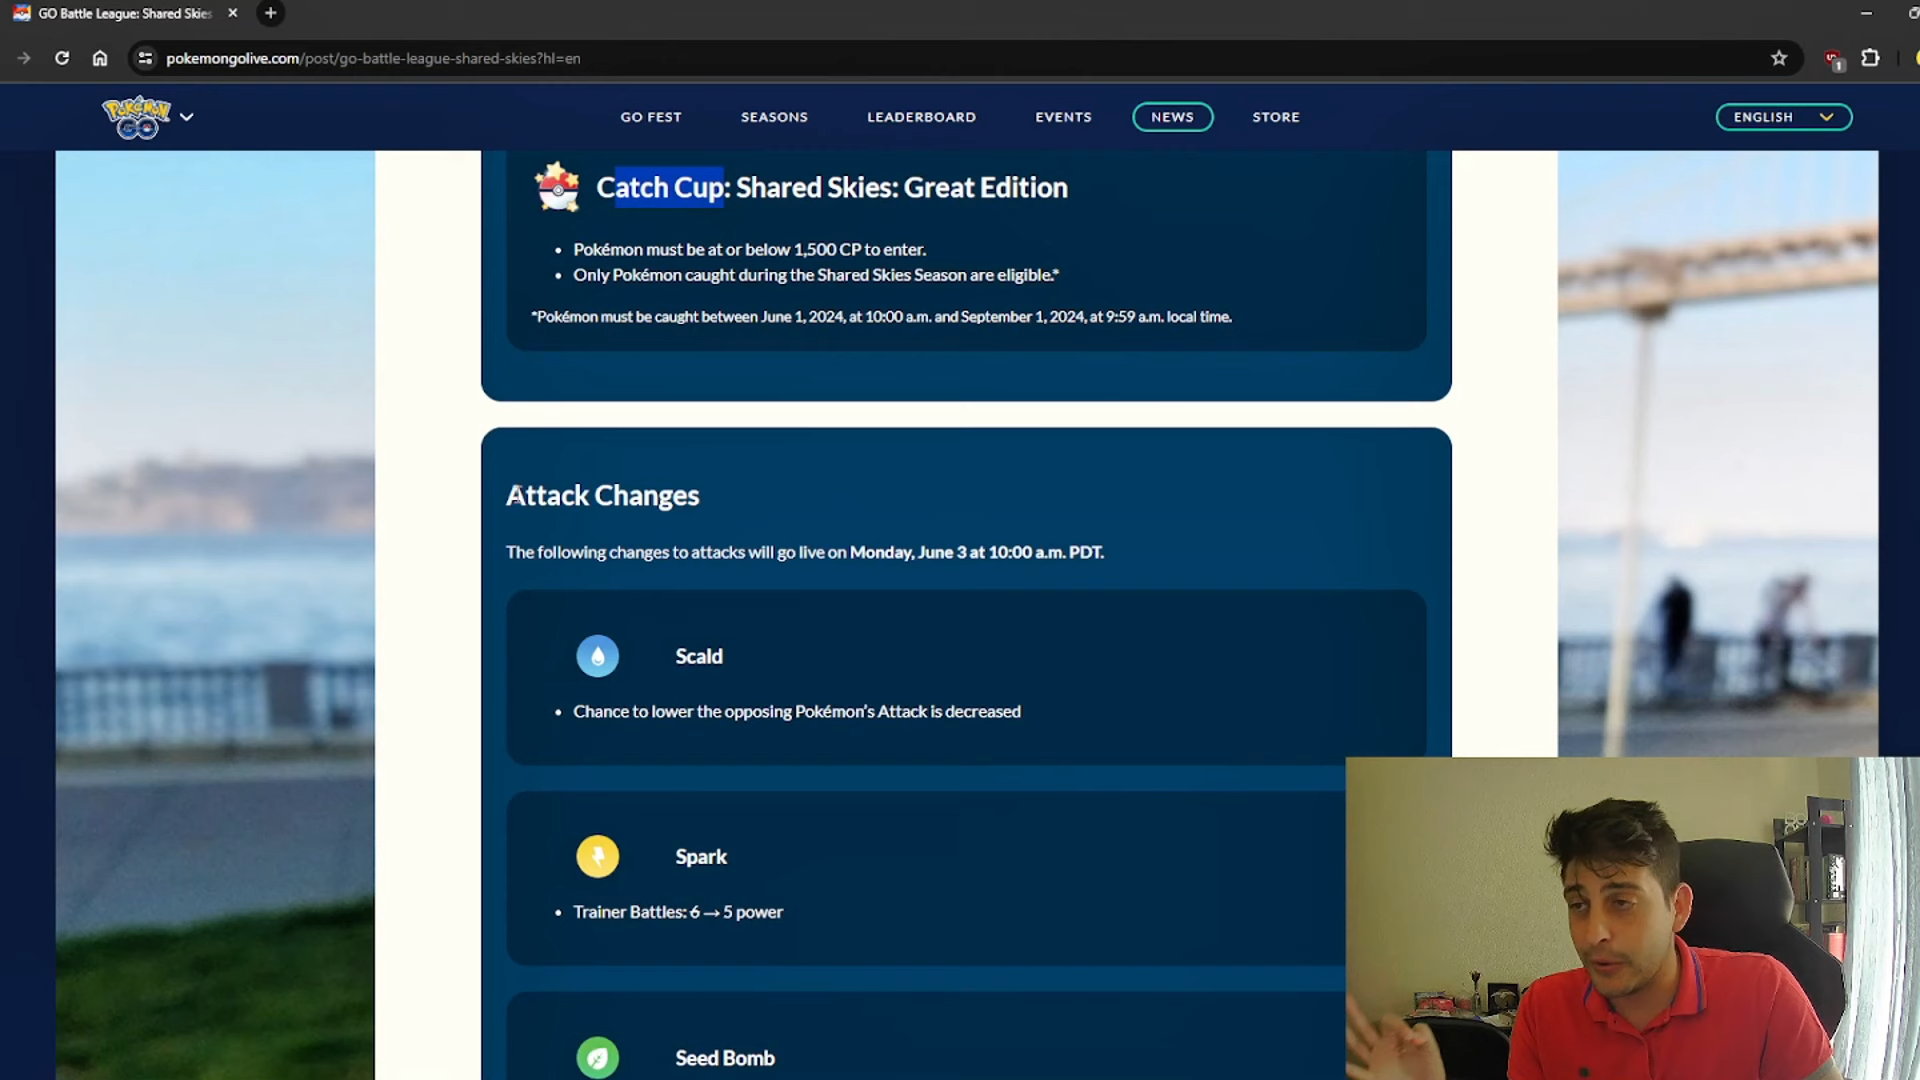 GO Battle League: Shared Skies
pokemongolive.com/post/go-battle-league-shared-skies?hl=en
1
POKÉMON GO
GO FEST
SEASONS
LEADERBOARD
EVENTS
NEWS
STORE
ENGLISH
Catch Cup: Shared Skies: Great Edition
• Pokémon must be at or below 1,500 CP to enter.
• Only Pokémon caught during the Shared Skies Season are eligible.*
*Pokémon must be caught between June 1, 2024, at 10:00 a.m. and September 1, 2024, at 9:59 a.m. local time.
Attack Changes
The following changes to attacks will go live on Monday, June 3 at 10:00 a.m. PDT.
Scald
• Chance to lower the opposing Pokémon’s Attack is decreased
Spark
• Trainer Battles: 6 → 5 power
Seed Bomb